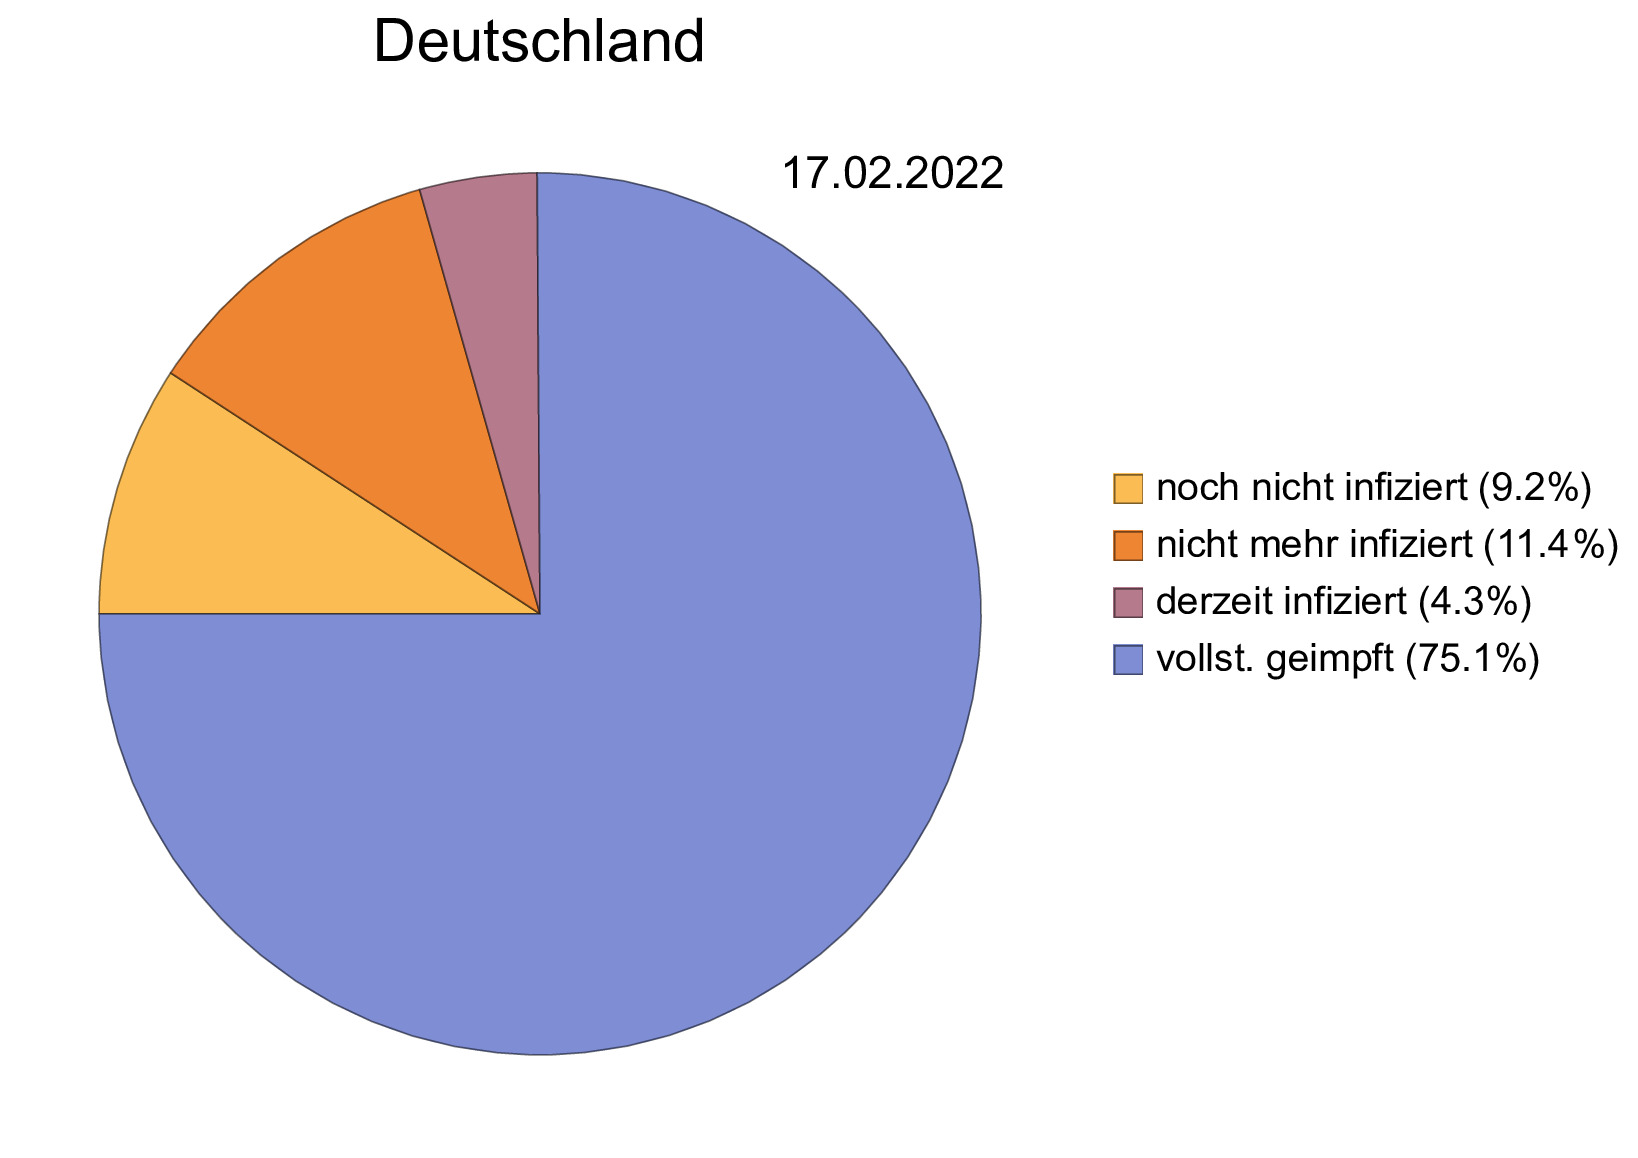 Deutschland
17.02.2022
noch nicht infiziert (9.2%)
nicht mehr infiziert (11.4%)
derzeit infiziert (4.3%)
vollst. geimpft (75.1%)